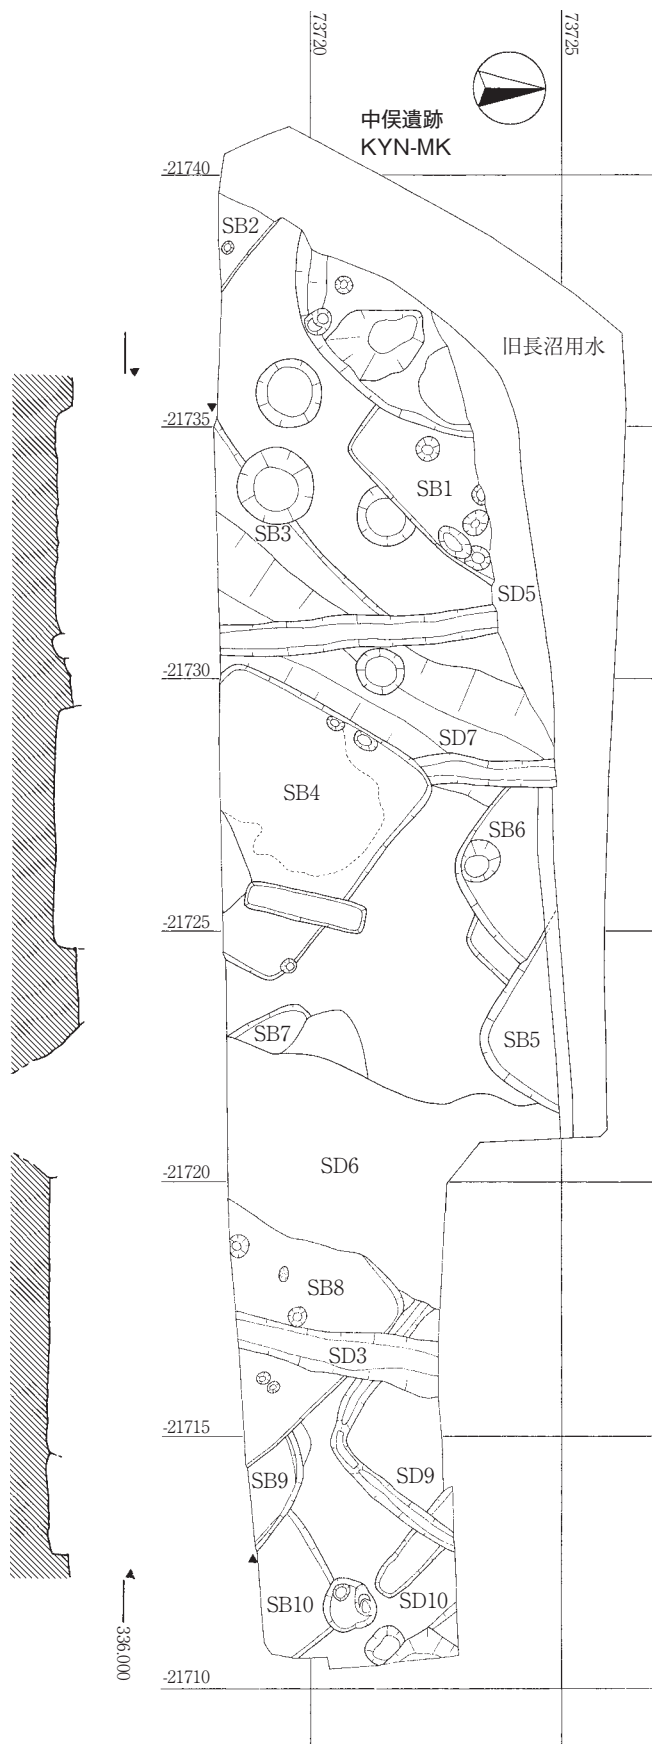 73720
73725
中俣遺跡
KYN-MK
-21740
SB2
旧長沼用水
-21735
SB1
SB3
SD5
-21730
SD7
SB4
SB6
-21725
SB7
SB5
SD6
-21720
SB8
SD3
-21715
SB9
SD9
SB10
SD10
336.000
-21710